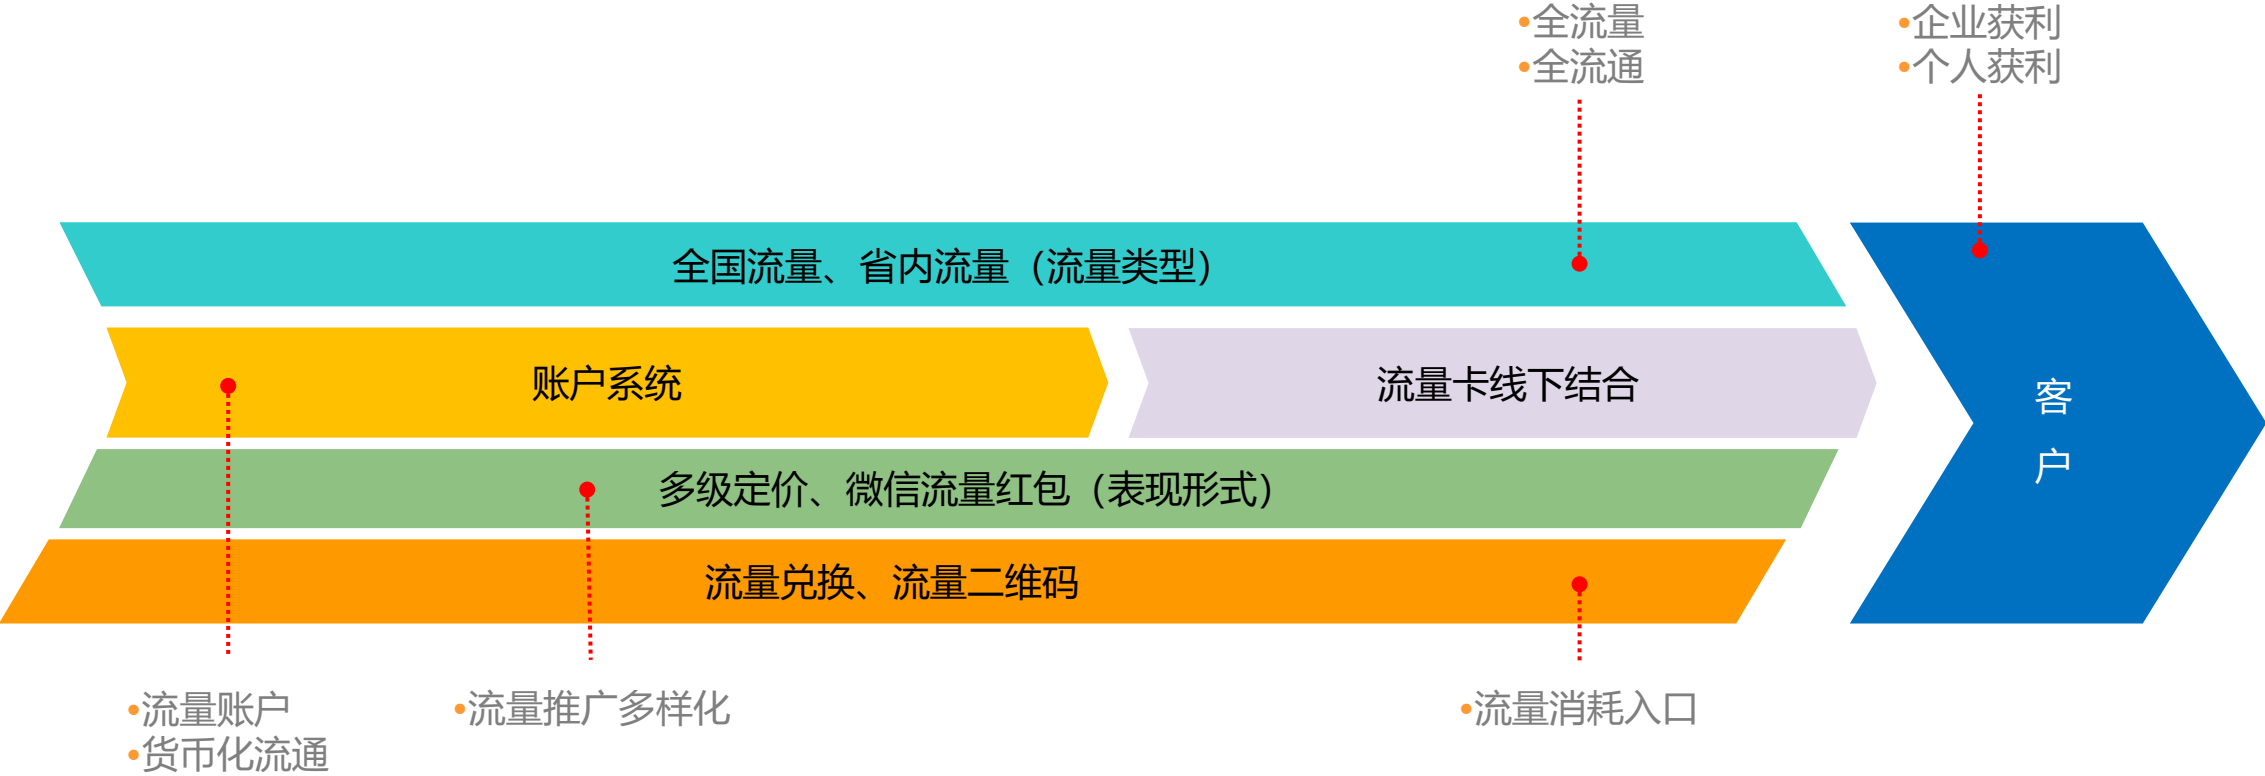 •全流量
•全流通
•企业获利
•个人获利
全国流量、省内流量（流量类型）
账户系统
流量卡线下结合
客
户
多级定价、微信流量红包（表现形式）
流量兑换、流量二维码
•流量账户
•货币化流通
•流量推广多样化
•流量消耗入口